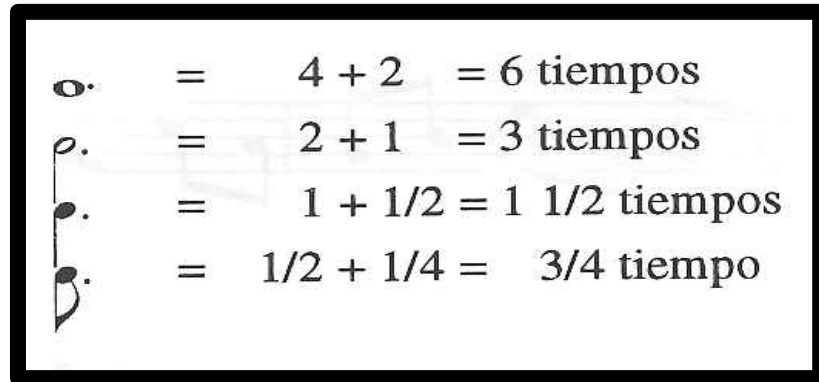 = 4 + 2 = 6 tiempos
= 2 + 1 = 3 tiempos
= 1 + 1/2 = 1 1/2 tiempos
= 1/2 + 1/4 = 3/4 tiempo